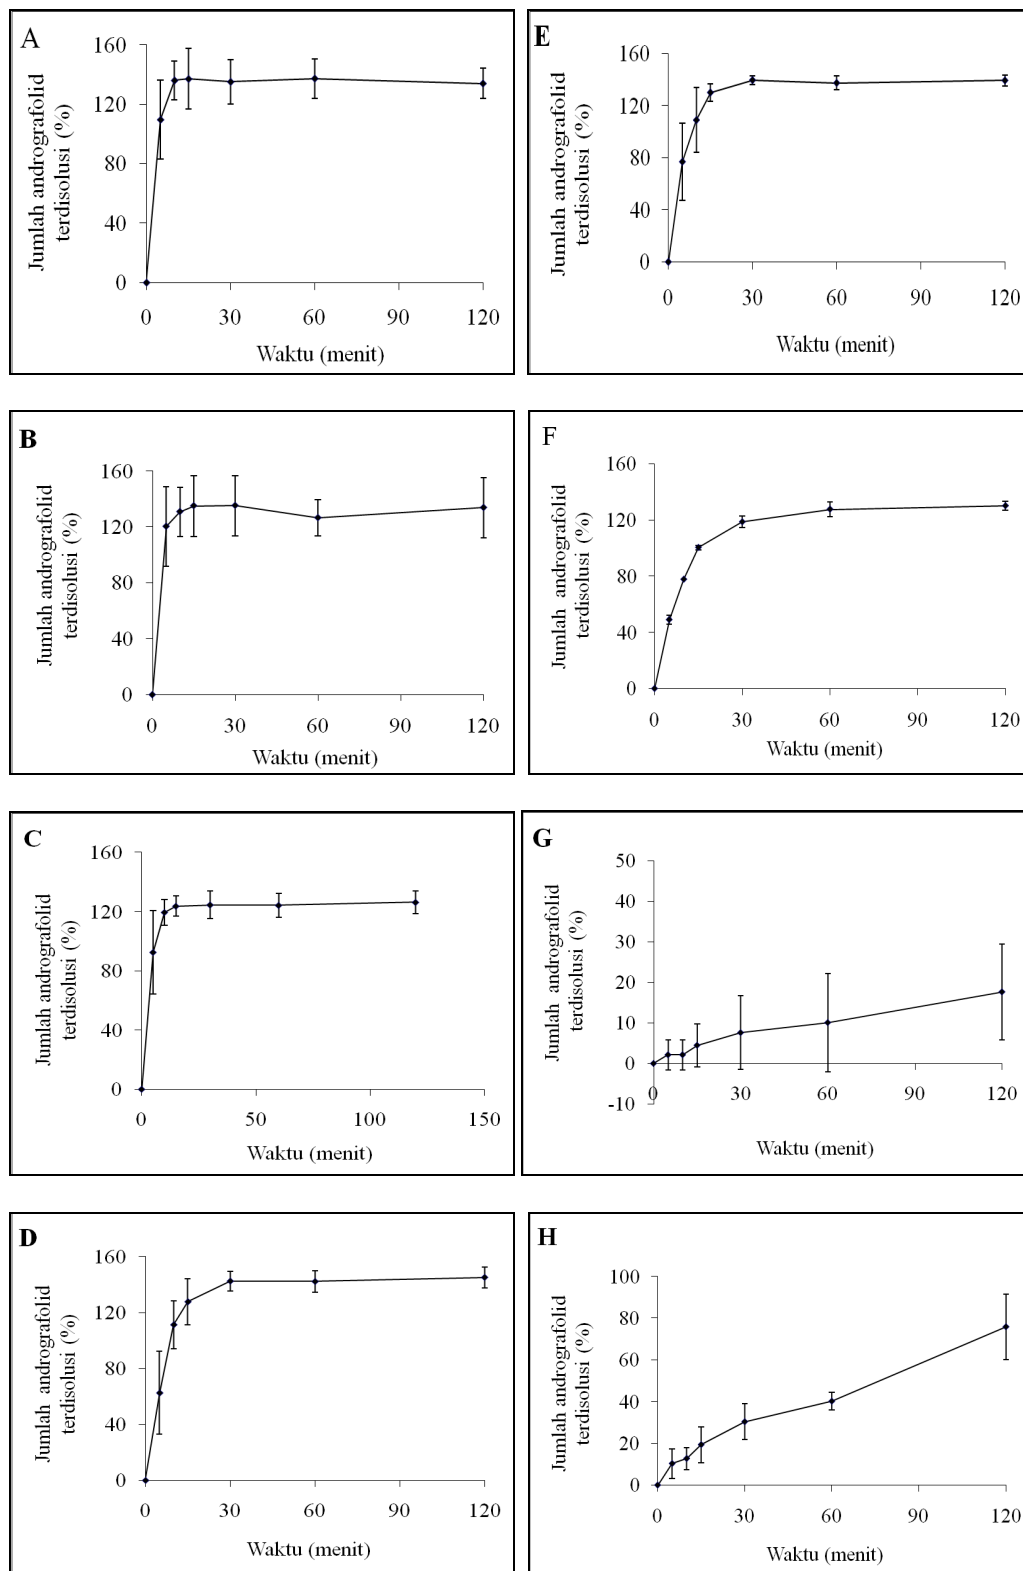 A
160
120
80
40
0
0 30 60 90 120
Jumlah andrografolid
terdisolusi (%)
Waktu (menit)
E
160
120
80
40
0
0 30 60 90 120
Jumlah andrografolid
terdisolusi (%)
Waktu (menit)
B
160
120
80
40
0
0 30 60 90 120
Jumlah andrografolid
terdisolusi (%)
Waktu (menit)
F
160
120
80
40
0
0 30 60 90 120
Jumlah andrografolid
terdisolusi (%)
Waktu (menit)
C
160
120
80
40
0
0 50 100 150
Jumlah andrografolid
terdisolusi (%)
Waktu (menit)
G
50
40
30
20
10
0
-10
0 30 60 90 120
Jumlah andrografolid
terdisolusi (%)
Waktu (menit)
D
160
120
80
40
0
0 30 60 90 120
Jumlah andrografolid
terdisolusi (%)
Waktu (menit)
H
100
80
60
40
20
0
0 30 60 90 120
Jumlah andrografolid
terdisolusi (%)
Waktu (menit)